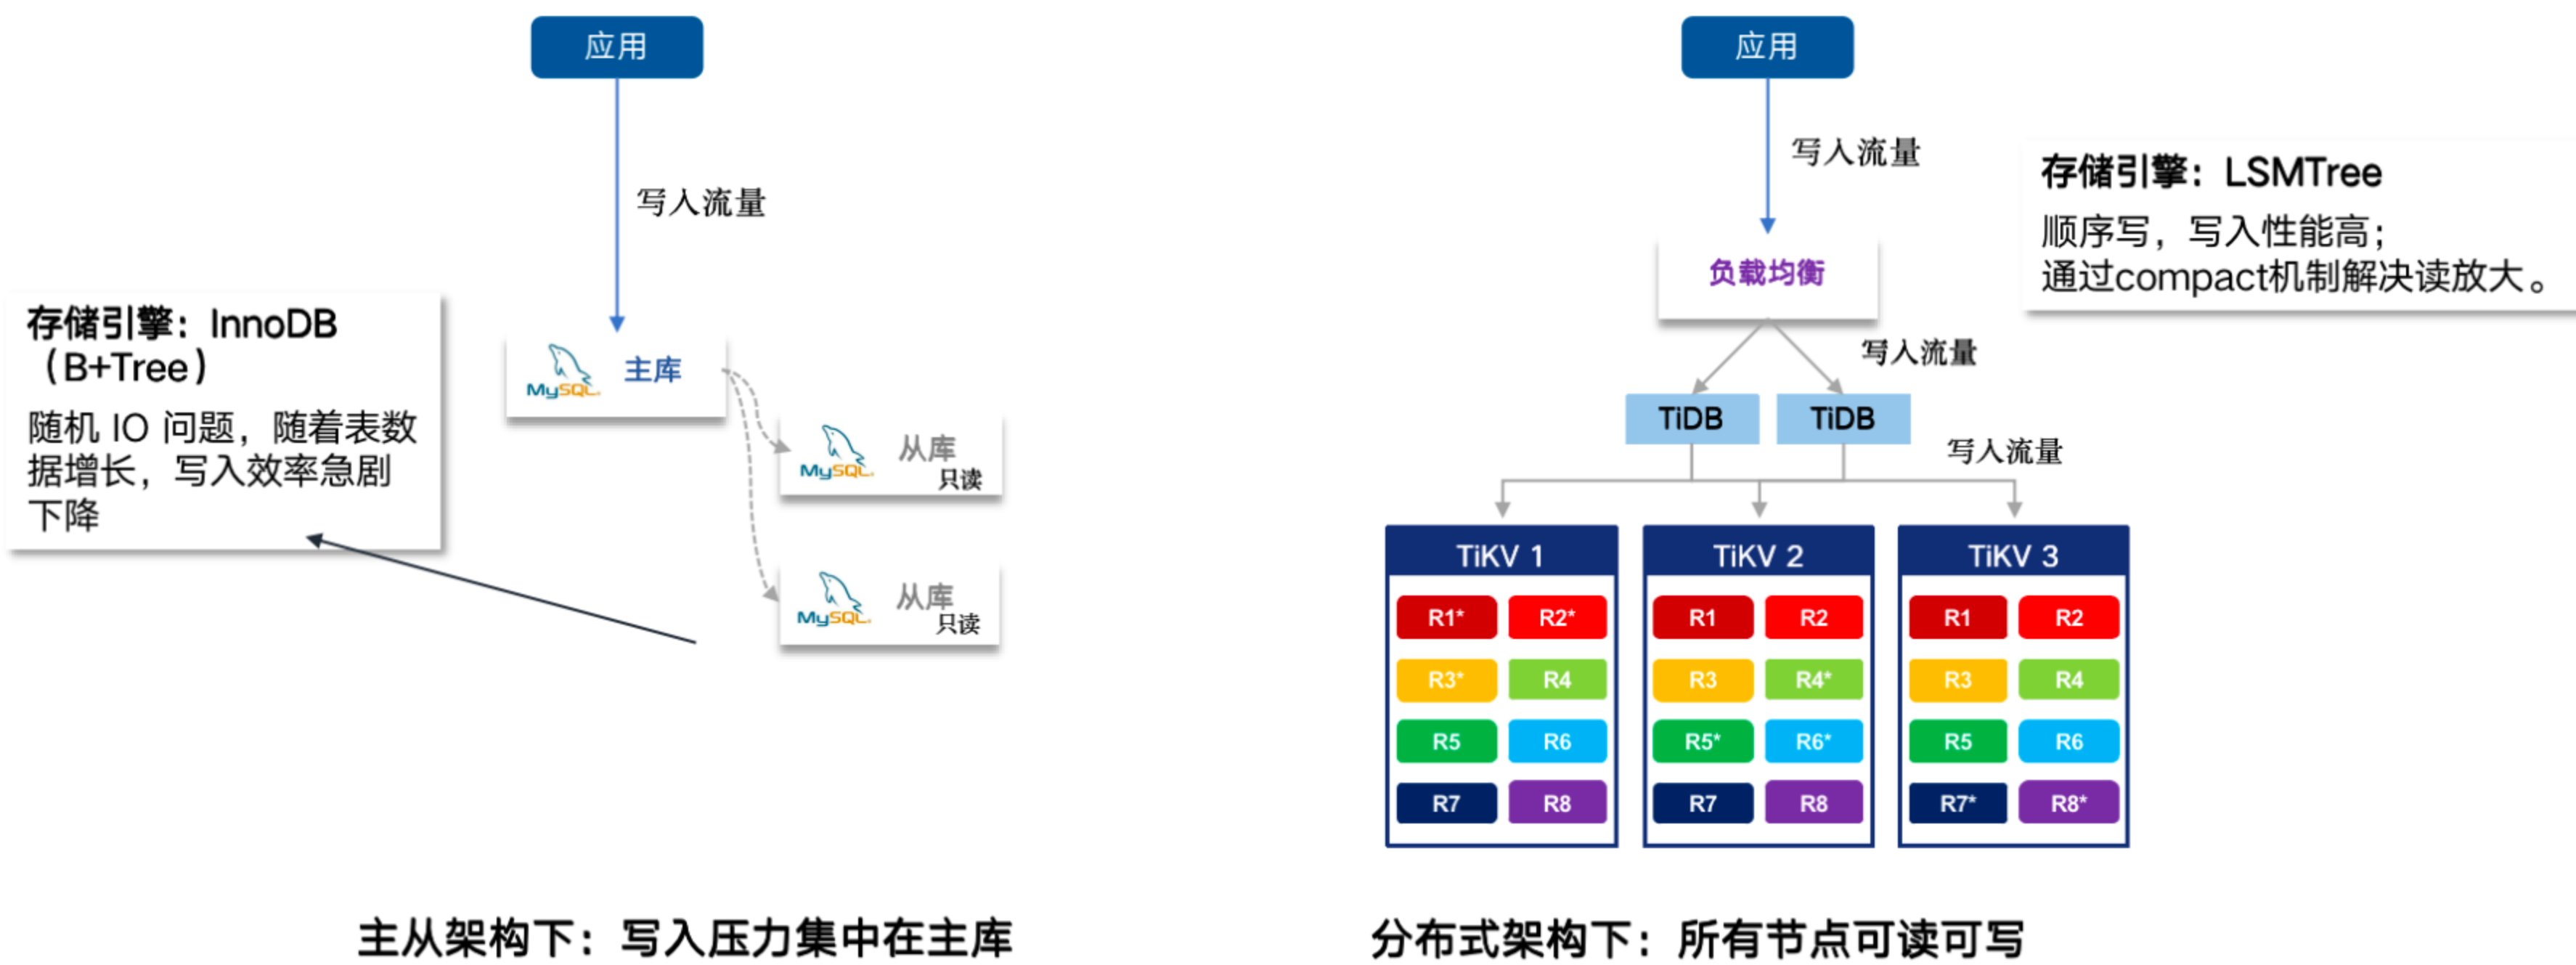 应用
写入流量
存储引擎：InnoDB
（B+Tree）
随机 IO 问题，随着表数
据增长，写入效率急剧
下降
MySQL 主库
MySQL 从库
只读
MySQL 从库
只读
主从架构下：写入压力集中在主库
应用
写入流量
存储引擎：LSMTree
顺序写，写入性能高；
通过compact机制解决读放大。
负载均衡
写入流量
TiDB TiDB
写入流量
TiKV 1
R1* R2*
R3* R4
R5 R6
R7 R8
TiKV 2
R1 R2
R3 R4*
R5* R6*
R7 R8
TiKV 3
R1 R2
R3 R4
R5 R6
R7* R8*
分布式架构下：所有节点可读可写